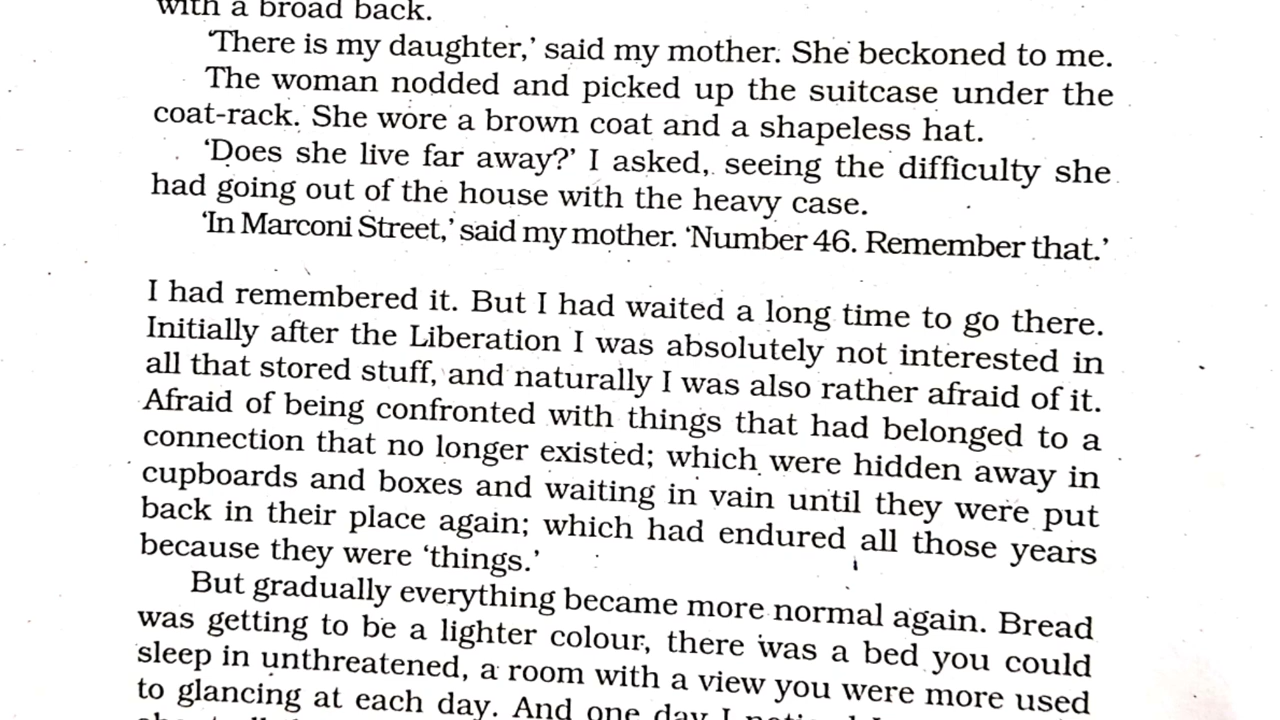 with a broad back.
‘There is my daughter,’ said my mother. She beckoned to me.
The woman nodded and picked up the suitcase under the
coat-rack. She wore a brown coat and a shapeless hat.
‘Does she live far away?’ I asked, seeing the difficulty she
had going out of the house with the heavy case.
‘In Marconi Street,’ said my mother. ‘Number 46. Remember that.’
I had remembered it. But I had waited a long time to go there.
Initially after the Liberation I was absolutely not interested in
all that stored stuff, and naturally I was also rather afraid of it.
Afraid of being confronted with things that had belonged to a
connection that no longer existed; which were hidden away in
cupboards and boxes and waiting in vain until they were put
back in their place again; which had endured all those years
because they were ‘things.’
But gradually everything became more normal again. Bread
was getting to be a lighter colour, there was a bed you could
sleep in unthreatened, a room with a view you were more used
to glancing at each day. And one day I